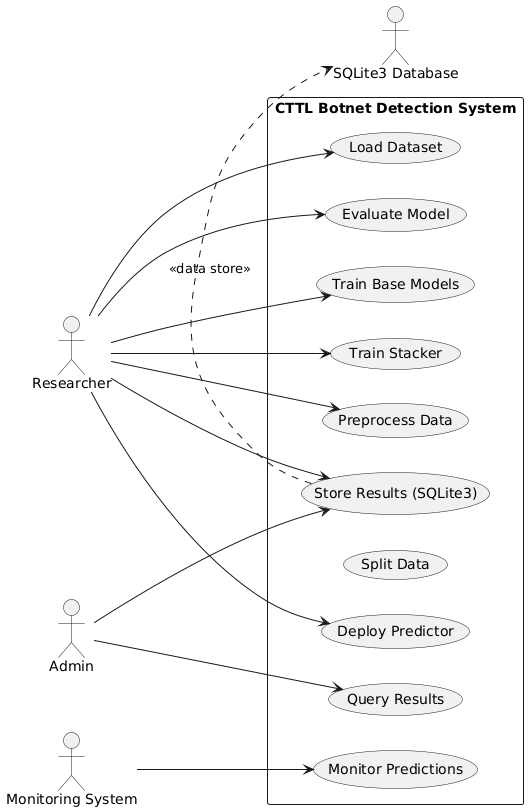 SQLite3 Database
CTTL Botnet Detection System
Load Dataset
Evaluate Model
«data store»
Train Base Models
Train Stacker
Researcher
Preprocess Data
Store Results (SQLite3)
Split Data
Deploy Predictor
Admin
Query Results
Monitor Predictions
Monitoring System